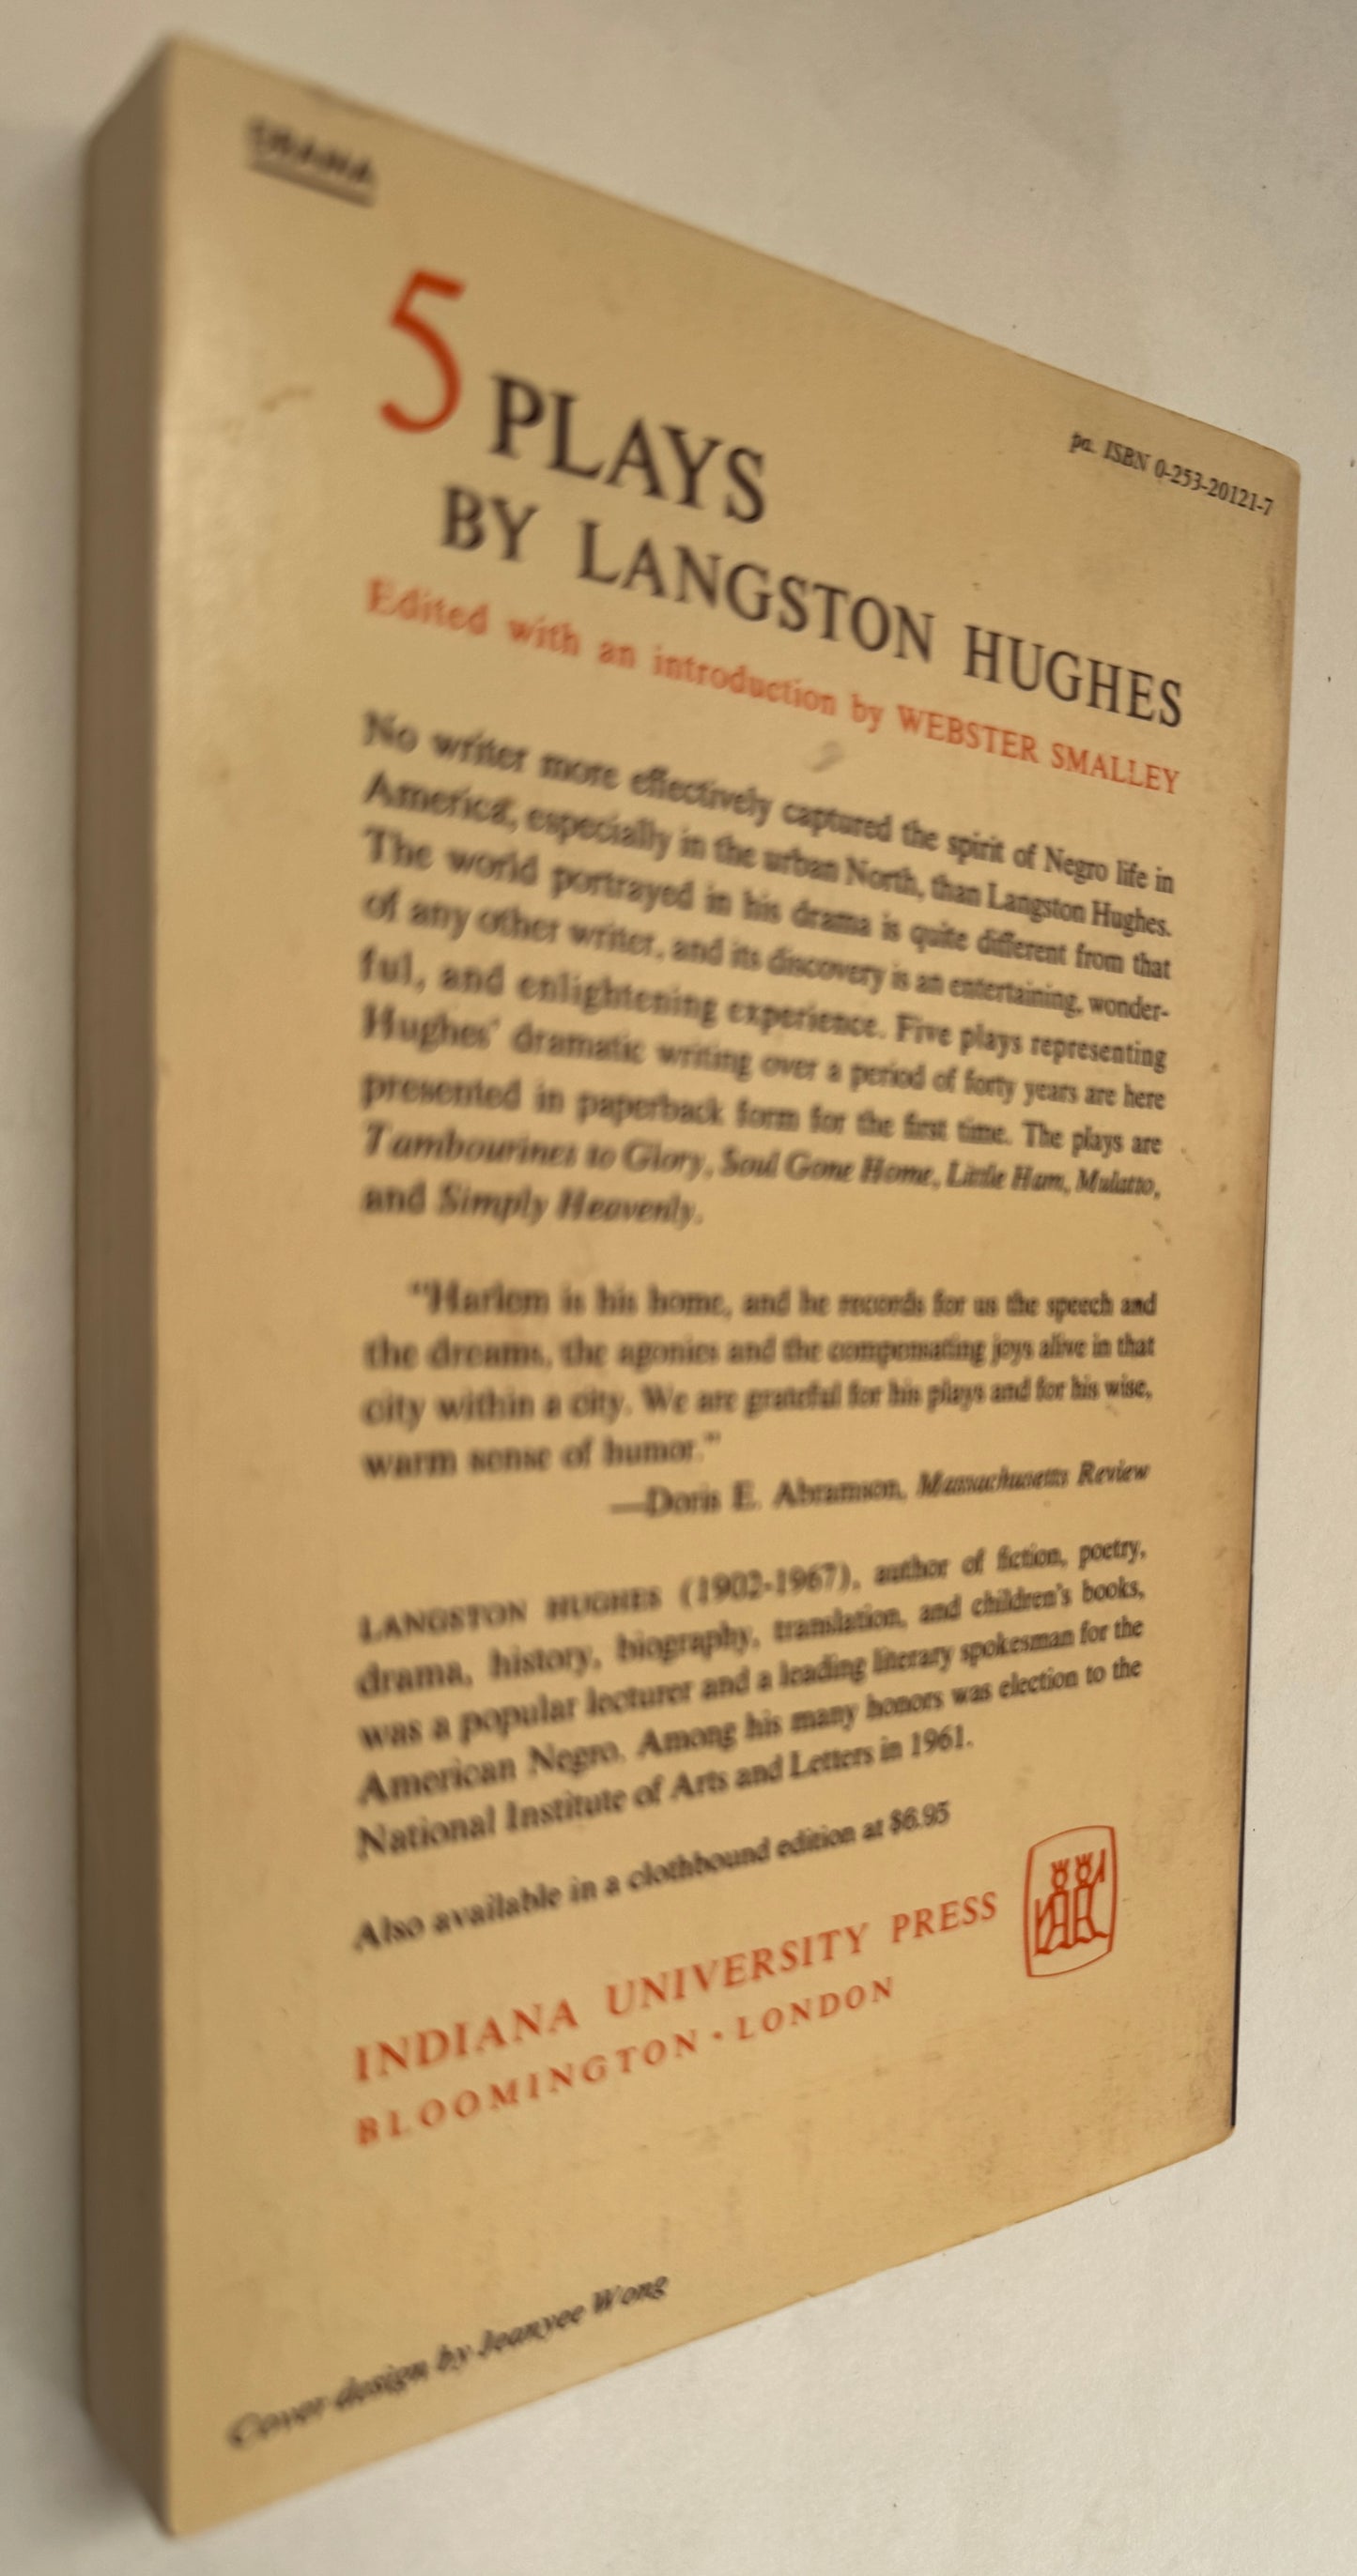 DRAMA
pa. ISBN 0-253-20121-7
5 PLAYS
BY LANGSTON HUGHES
Edited with an introduction by WEBSTER SMALLEY
No writer more effectively captured the spirit of Negro life in
America, especially in the urban North, than Langston Hughes.
The world portrayed in his drama is quite different from that
of any other writer, and its discovery is an entertaining, wonder-
ful, and enlightening experience. Five plays representing
Hughes' dramatic writing over a period of forty years are here
presented in paperback form for the first time. The plays are
Tambourines to Glory, Soul Gone Home, Little Ham, Mulatto,
and Simply Heavenly.
"Harlem is his home, and he records for us the speech and
the dreams, the agonies and the compensating joys alive in that
city within a city. We are grateful for his plays and for his wise,
warm sense of humor."
—Doris E. Abramson, Massachusetts Review
LANGSTON HUGHES (1902-1967), author of fiction, poetry,
drama, history, biography, translation, and children's books,
was a popular lecturer and a leading literary spokesman for the
American Negro. Among his many honors was election to the
National Institute of Arts and Letters in 1961.
Also available in a clothbound edition at $6.95
INDIANA UNIVERSITY PRESS
BLOOMINGTON · LONDON
Cover design by Jeanyee Wong